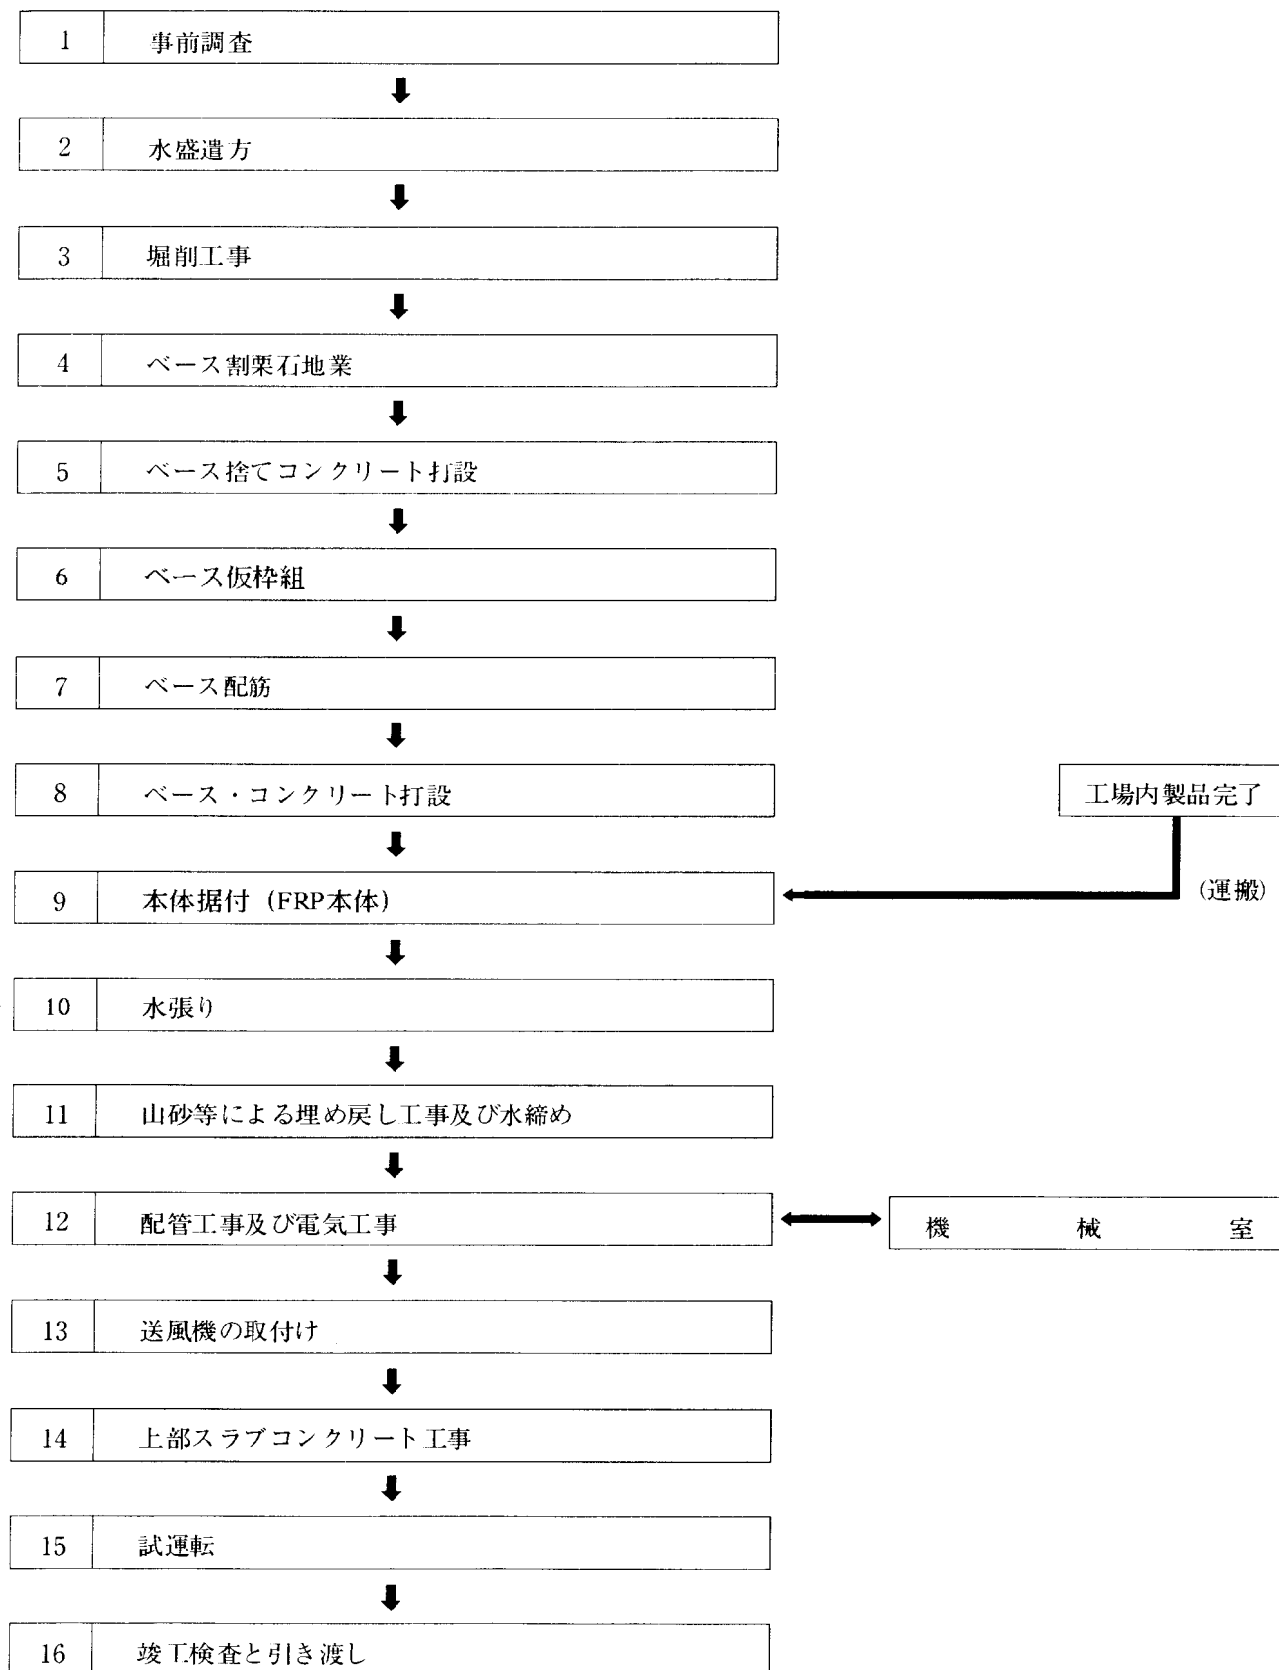 1 事前調査
2 水盛遣方
3 堀削工事
4 ベース割栗石地業
5 ベース捨てコンクリート打設
6 ベース仮枠組
7 ベース配筋
8 ベース・コンクリート打設
工場内製品完了
9 本体据付（FRP本体）
(運搬)
10 水張り
11 山砂等による埋め戻し工事及び水締め
12 配管工事及び電気工事
機械室
13 送風機の取付け
14 上部スラブコンクリート工事
15 試運転
16 竣工検査と引き渡し